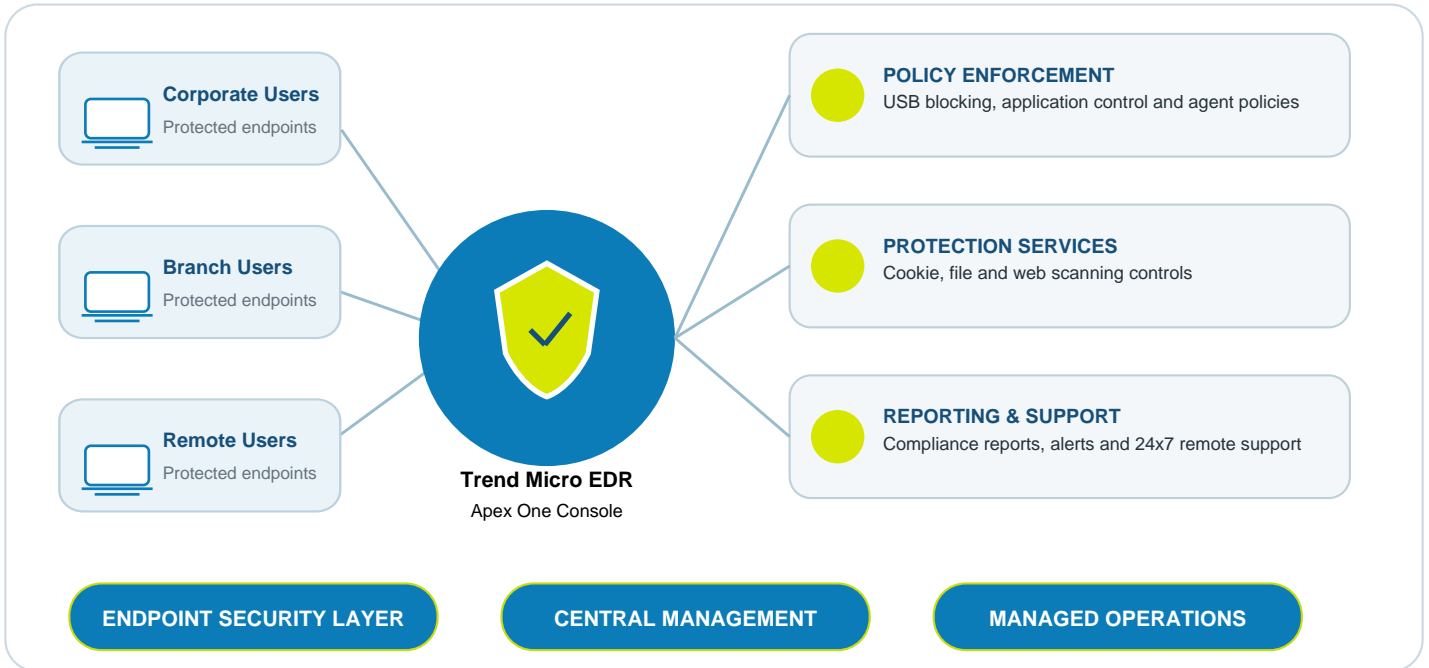 Corporate Users
Protected endpoints
Branch Users
Protected endpoints
Remote Users
Protected endpoints
Trend Micro EDR
Apex One Console
POLICY ENFORCEMENT
USB blocking, application control and agent policies
PROTECTION SERVICES
Cookie, file and web scanning controls
REPORTING & SUPPORT
Compliance reports, alerts and 24x7 remote support
ENDPOINT SECURITY LAYER
CENTRAL MANAGEMENT
MANAGED OPERATIONS